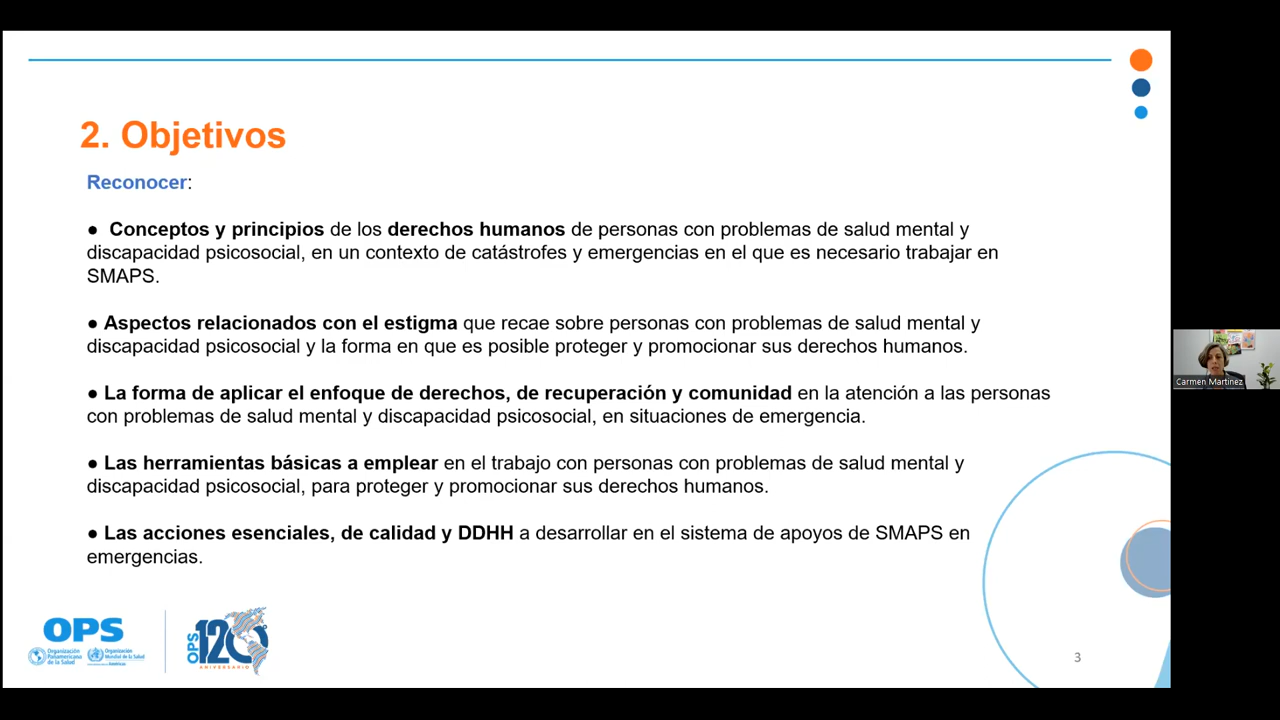 2. Objetivos
Reconocer:
● Conceptos y principios de los derechos humanos de personas con problemas de salud mental y
discapacidad psicosocial, en un contexto de catástrofes y emergencias en el que es necesario trabajar en
SMAPS.
● Aspectos relacionados con el estigma que recae sobre personas con problemas de salud mental y
discapacidad psicosocial y la forma en que es posible proteger y promocionar sus derechos humanos.
● La forma de aplicar el enfoque de derechos, de recuperación y comunidad en la atención a las personas
con problemas de salud mental y discapacidad psicosocial, en situaciones de emergencia.
● Las herramientas básicas a emplear en el trabajo con personas con problemas de salud mental y
discapacidad psicosocial, para proteger y promocionar sus derechos humanos.
● Las acciones esenciales, de calidad y DDHH a desarrollar en el sistema de apoyos de SMAPS en
emergencias.
OPS
Organización
Panamericana
de la Salud
Organización
Mundial de la Salud
OPS
120
ANIVERSARIO
3
Carmen Martinez